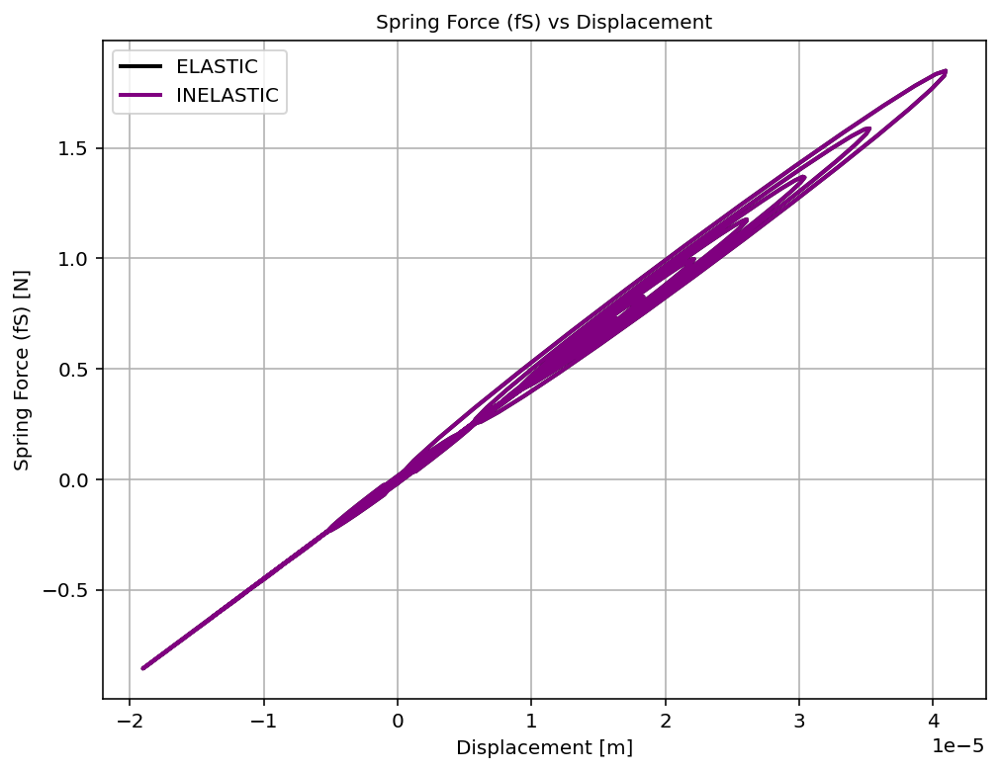 Spring Force (fS) vs Displacement
ELASTIC
INELASTIC
Spring Force (fS) [N]
1.5
1.0
0.5
0.0
−0.5
−2 −1 0 1 2 3 4
1e−5
Displacement [m]